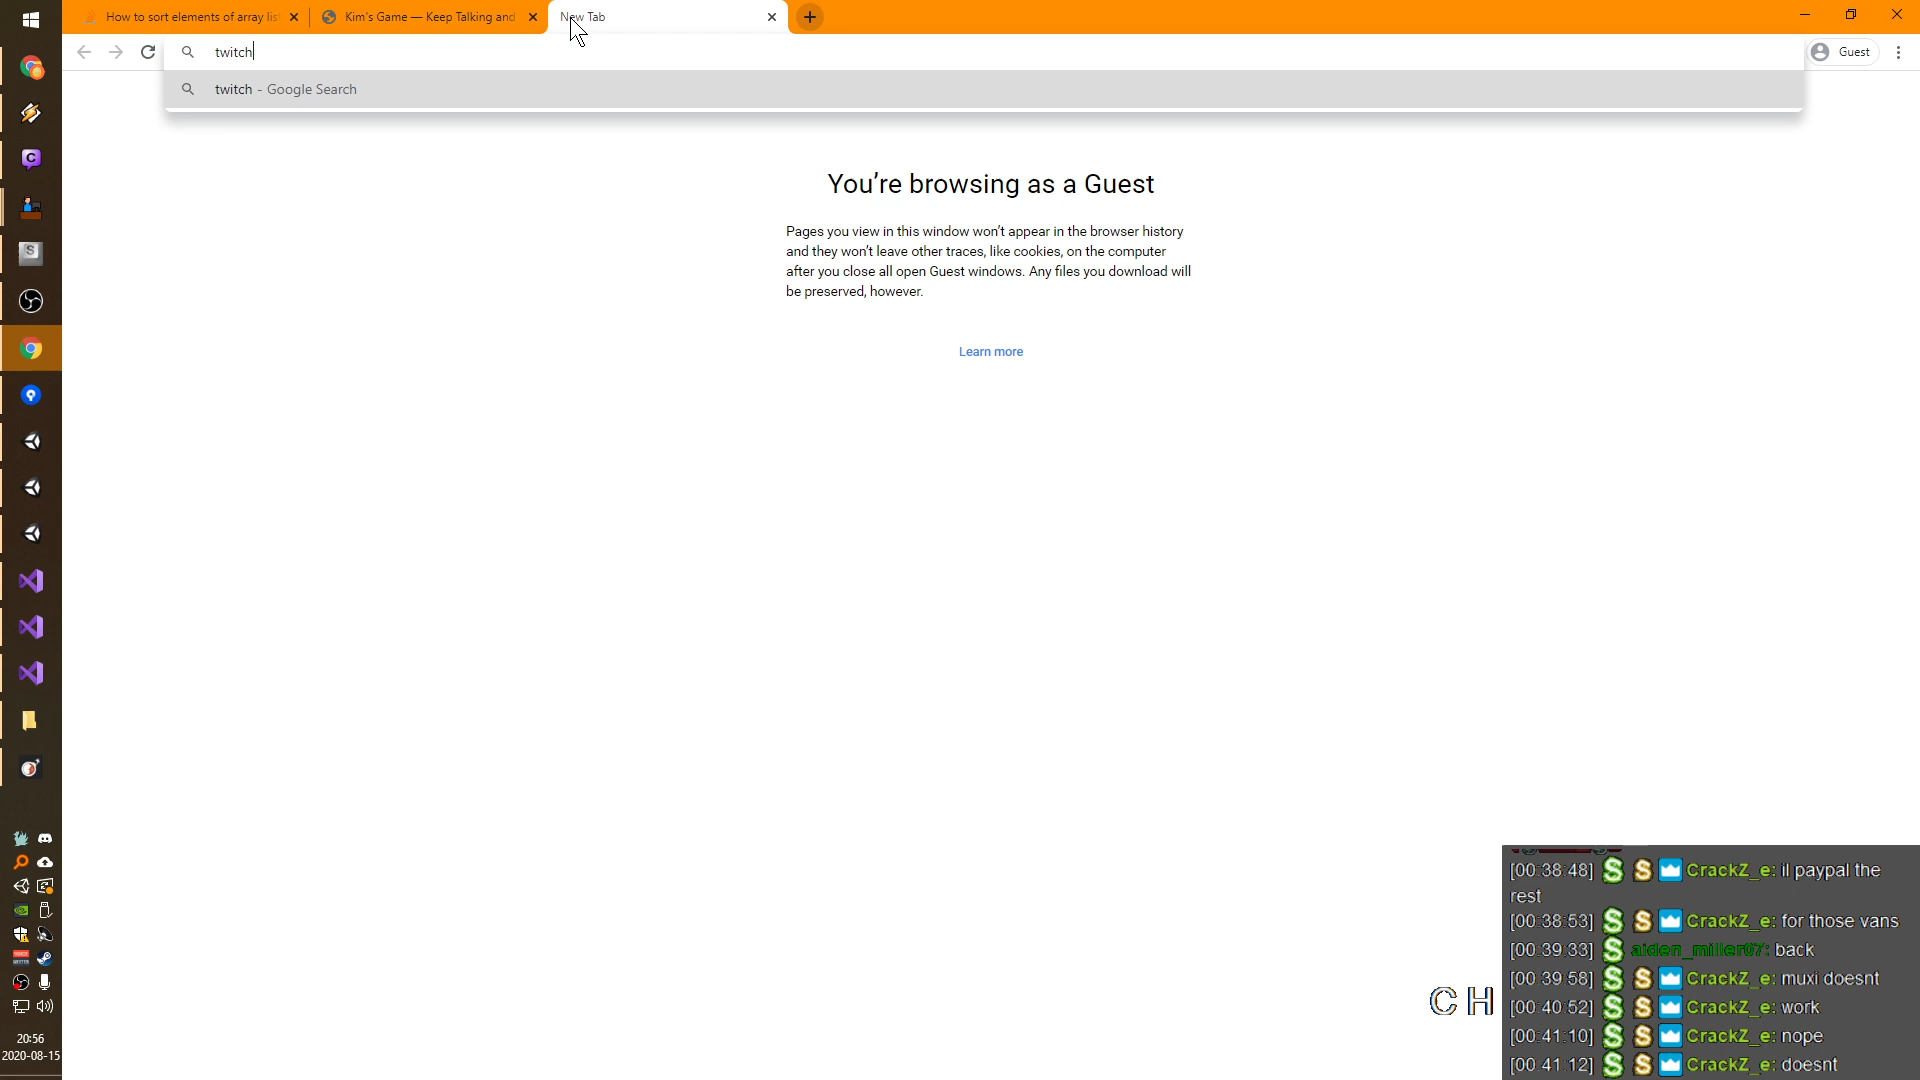 How to sort elements of array lis
Kim's Game — Keep Talking and
New Tab
twitch
Guest
twitch - Google Search
You're browsing as a Guest
Pages you view in this window won't appear in the browser history
and they won't leave other traces, like cookies, on the computer
after you close all open Guest windows. Any files you download will
be preserved, however.
Learn more
[00:38:48] CrackZ_e: il paypal the
rest
[00:38:53] CrackZ_e: for those vans
[00:39:33] aiden_miller07: back
[00:39:58] CrackZ_e: muxi doesnt
[00:40:52] CrackZ_e: work
[00:41:10] CrackZ_e: nope
[00:41:12] CrackZ_e: doesnt
C H
20:56
2020-08-15